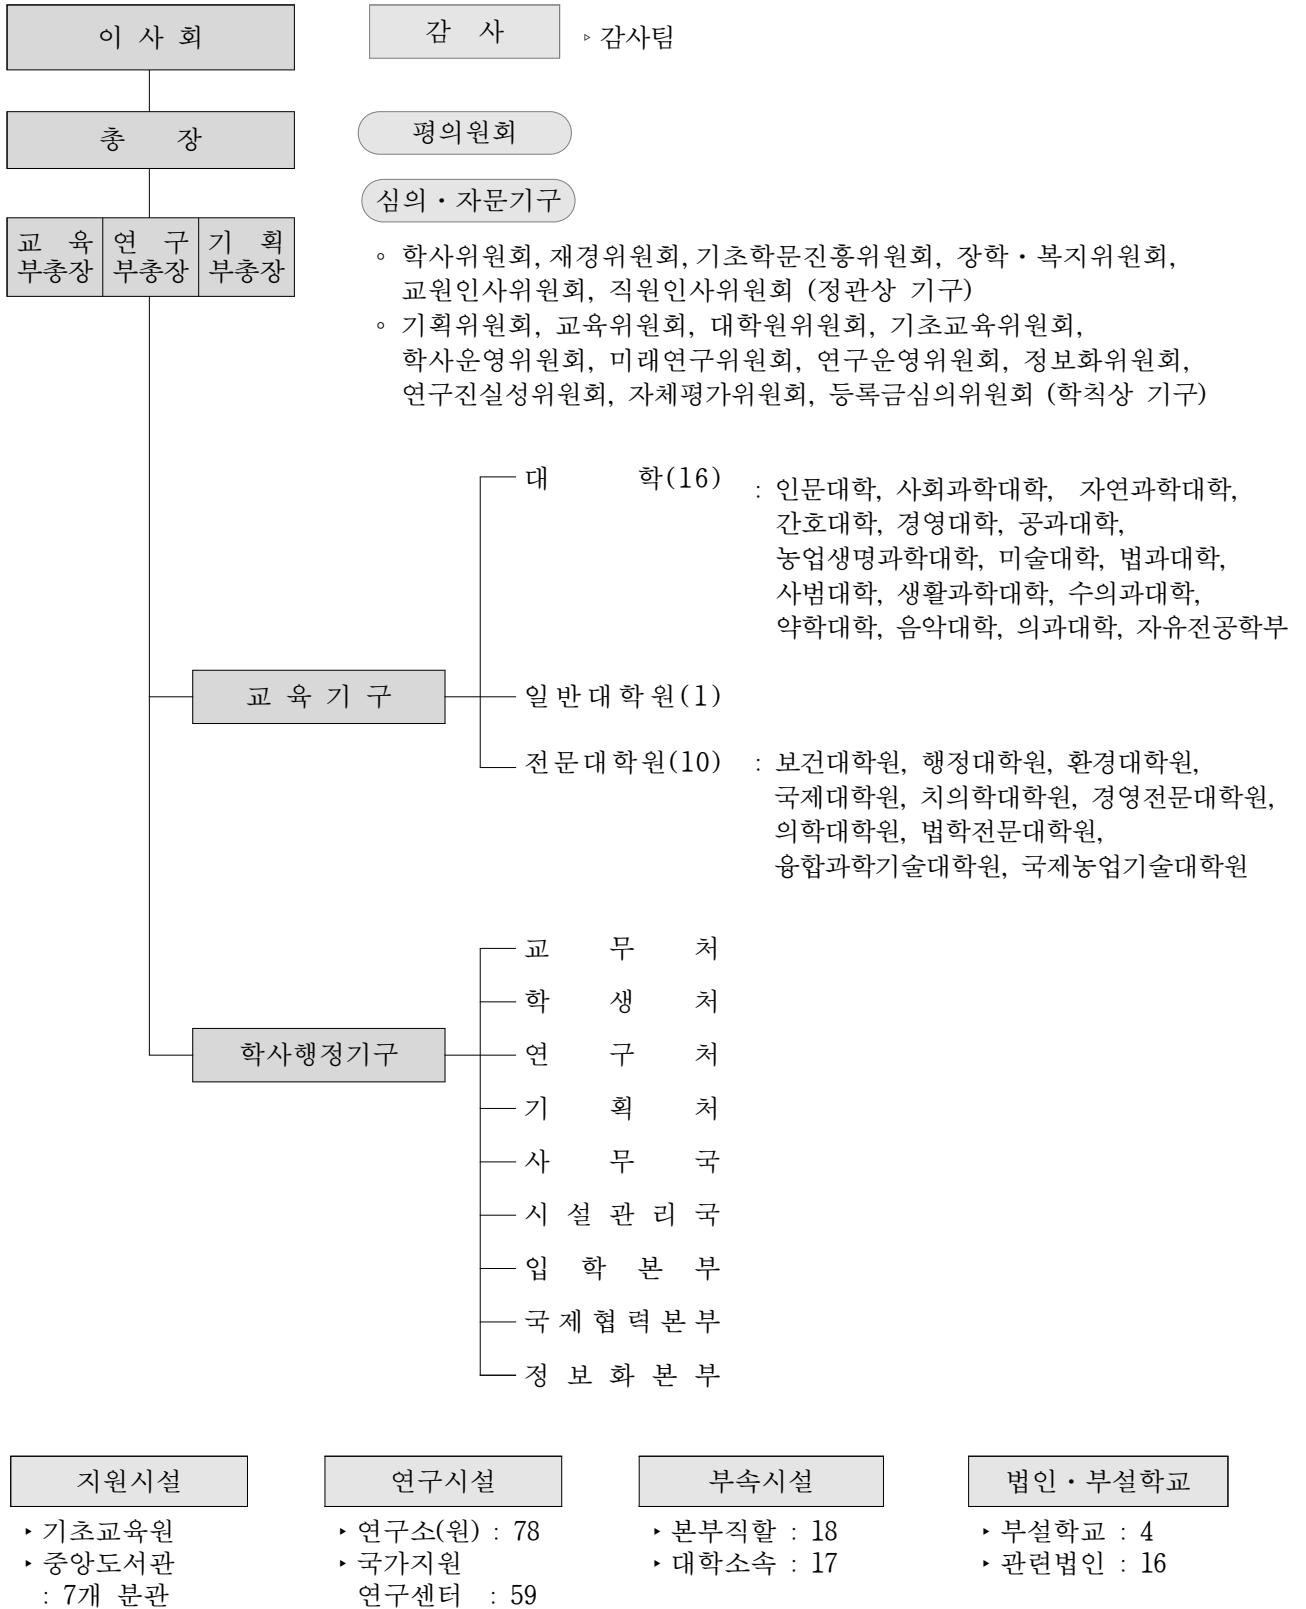 이 사 회
감 사
▹ 감사팀
총 장
평의원회
심의・자문기구
교 육 부총장
연 구 부총장
기 획 부총장
◦ 학사위원회, 재경위원회, 기초학문진흥위원회, 장학・복지위원회,
교원인사위원회, 직원인사위원회 (정관상 기구)
◦ 기획위원회, 교육위원회, 대학원위원회, 기초교육위원회,
학사운영위원회, 미래연구위원회, 연구운영위원회, 정보화위원회,
연구진실성위원회, 자체평가위원회, 등록금심의위원회 (학칙상 기구)
대 학(16)
: 인문대학, 사회과학대학, 자연과학대학,
간호대학, 경영대학, 공과대학,
농업생명과학대학, 미술대학, 법과대학,
사범대학, 생활과학대학, 수의과대학,
약학대학, 음악대학, 의과대학, 자유전공학부
교 육 기 구
일반대학원(1)
전문대학원(10)
: 보건대학원, 행정대학원, 환경대학원,
국제대학원, 치의학대학원, 경영전문대학원,
의학대학원, 법학전문대학원,
융합과학기술대학원, 국제농업기술대학원
교 무 처
학 생 처
학사행정기구
연 구 처
기 획 처
사 무 국
시 설 관 리 국
입 학 본 부
국 제 협 력 본 부
정 보 화 본 부
지원시설
‣ 기초교육원
‣ 중앙도서관
: 7개 분관
연구시설
‣ 연구소(원) : 78
‣ 국가지원
연구센터 : 59
부속시설
‣ 본부직할 : 18
‣ 대학소속 : 17
법인・부설학교
‣ 부설학교 : 4
‣ 관련법인 : 16